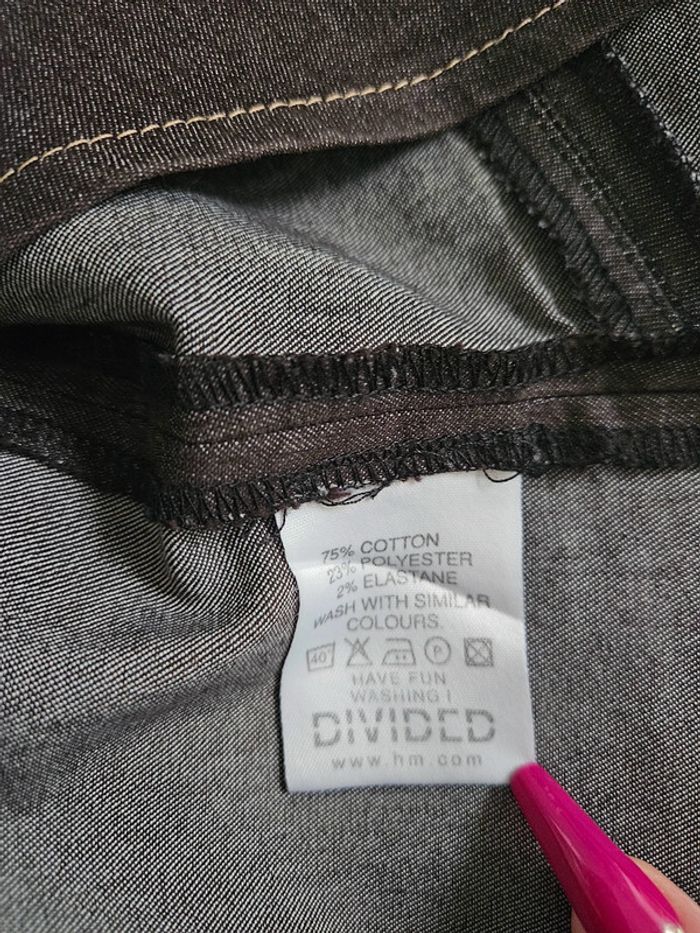 75% COTTON
23% POLYESTER
2% ELASTANE
WASH WITH SIMILAR
COLOURS.
40° P
HAVE FUN
WASHING !
DIVIDED
www.hm.com